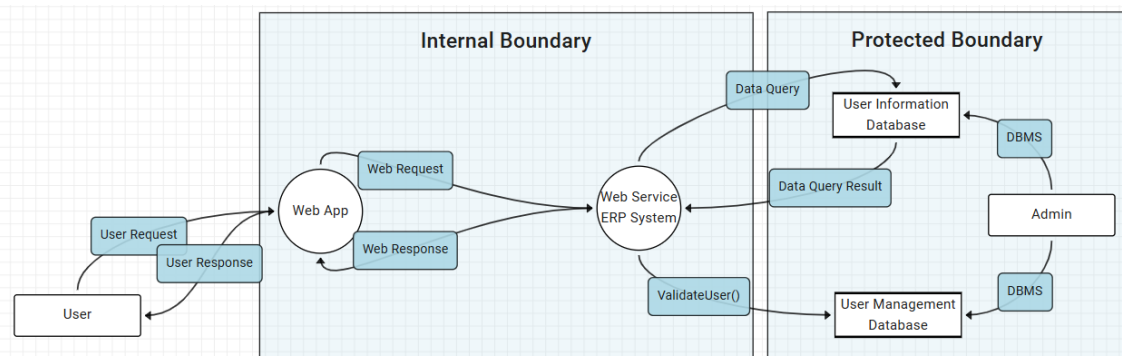 Internal Boundary
Protected Boundary
Data Query
User Information
Database
DBMS
Web Request
Data Query Result
Web App
Web Service
ERP System
Admin
User Request
Web Response
User Response
DBMS
ValidateUser()
User
User Management
Database